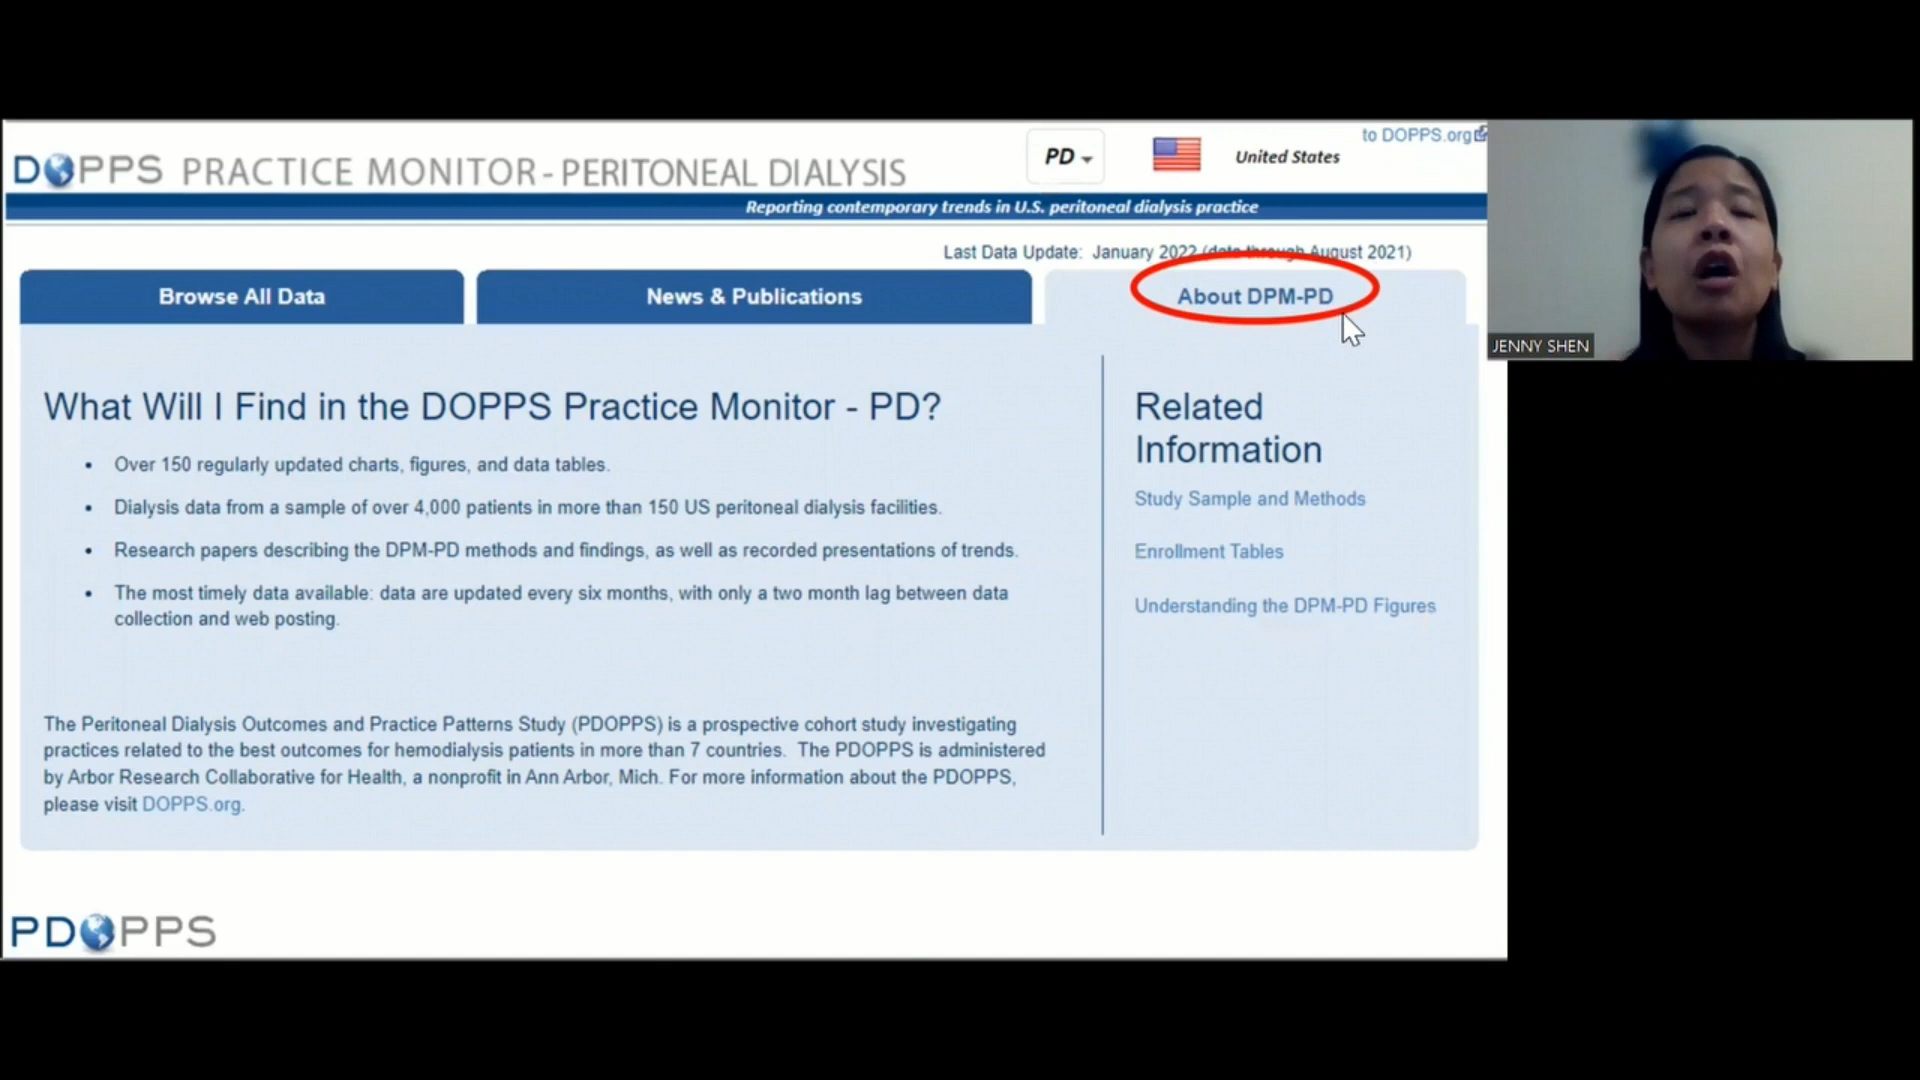 DOPPS PRACTICE MONITOR - PERITONEAL DIALYSIS
PD
United States
to DOPPS.org
Reporting contemporary trends in U.S. peritoneal dialysis practice
Last Data Update: January 2022 (data through August 2021)
Browse All Data
News & Publications
About DPM-PD
JENNY SHEN
What Will I Find in the DOPPS Practice Monitor - PD?
• Over 150 regularly updated charts, figures, and data tables.
• Dialysis data from a sample of over 4,000 patients in more than 150 US peritoneal dialysis facilities.
• Research papers describing the DPM-PD methods and findings, as well as recorded presentations of trends.
• The most timely data available: data are updated every six months, with only a two month lag between data
collection and web posting.
The Peritoneal Dialysis Outcomes and Practice Patterns Study (PDOPPS) is a prospective cohort study investigating
practices related to the best outcomes for hemodialysis patients in more than 7 countries. The PDOPPS is administered
by Arbor Research Collaborative for Health, a nonprofit in Ann Arbor, Mich. For more information about the PDOPPS,
please visit DOPPS.org.
Related
Information
Study Sample and Methods
Enrollment Tables
Understanding the DPM-PD Figures
PDOPPS